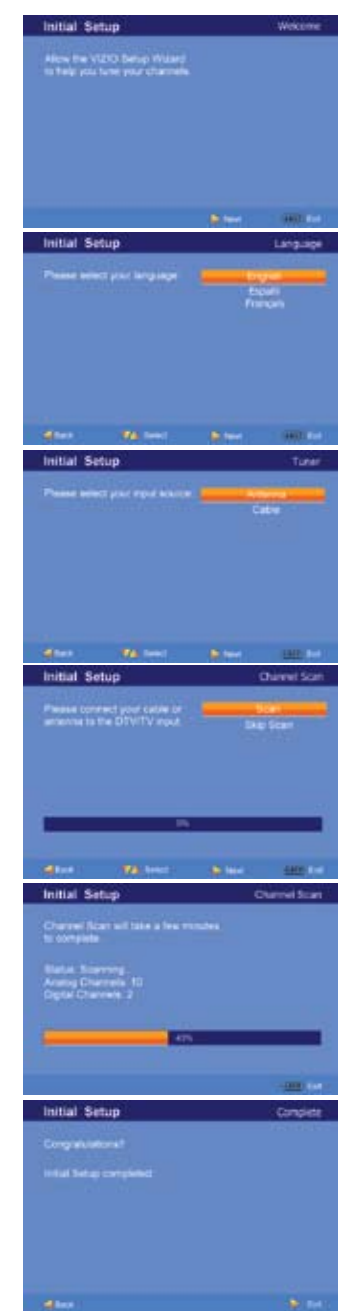 Initial Setup Welcome
Allow the VIZIO Setup Wizard
to help you tune your channels.
Next EXIT Exit
Initial Setup Language
Please select your language. English
Español
Français
Back Select Next EXIT Exit
Initial Setup Tuner
Please select your input source. Antenna
Cable
Back Select Next EXIT Exit
Initial Setup Channel Scan
Please connect your cable or Scan
antenna to the DTV/TV input. Skip Scan
0%
Back Select Next EXIT Exit
Initial Setup Channel Scan
Channel Scan will take a few minutes
to complete.
Status: Scanning
Analog Channels: 10
Digital Channels: 2
43%
EXIT Exit
Initial Setup Complete
Congratulations!!
Initial Setup completed.
Back Exit